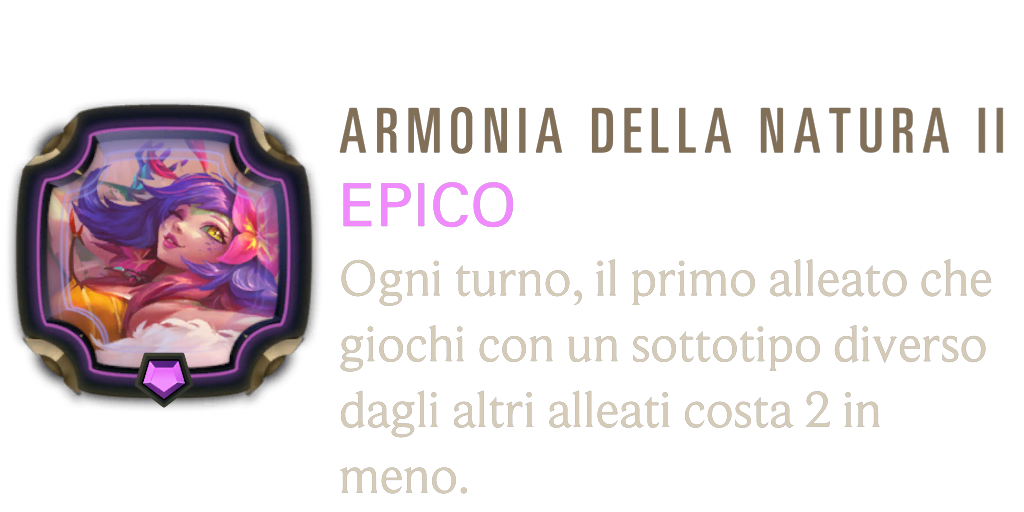 ARMONIA DELLA NATURA II
EPICO
Ogni turno, il primo alleato che
giochi con un sottotipo diverso
dagli altri alleati costa 2 in
meno.